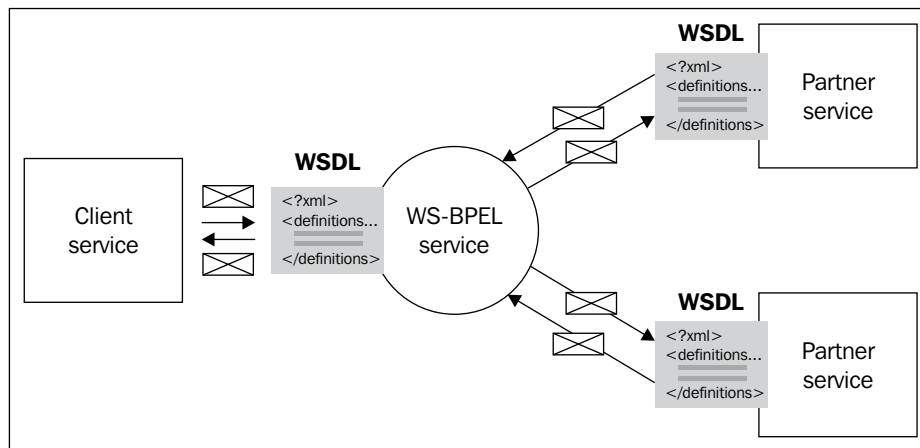 Client
service
WSDL
<?xml>
<definitions...
</definitions>
WS-BPEL
service
WSDL
<?xml>
<definitions...
</definitions>
Partner
service
WSDL
<?xml>
<definitions...
</definitions>
Partner
service